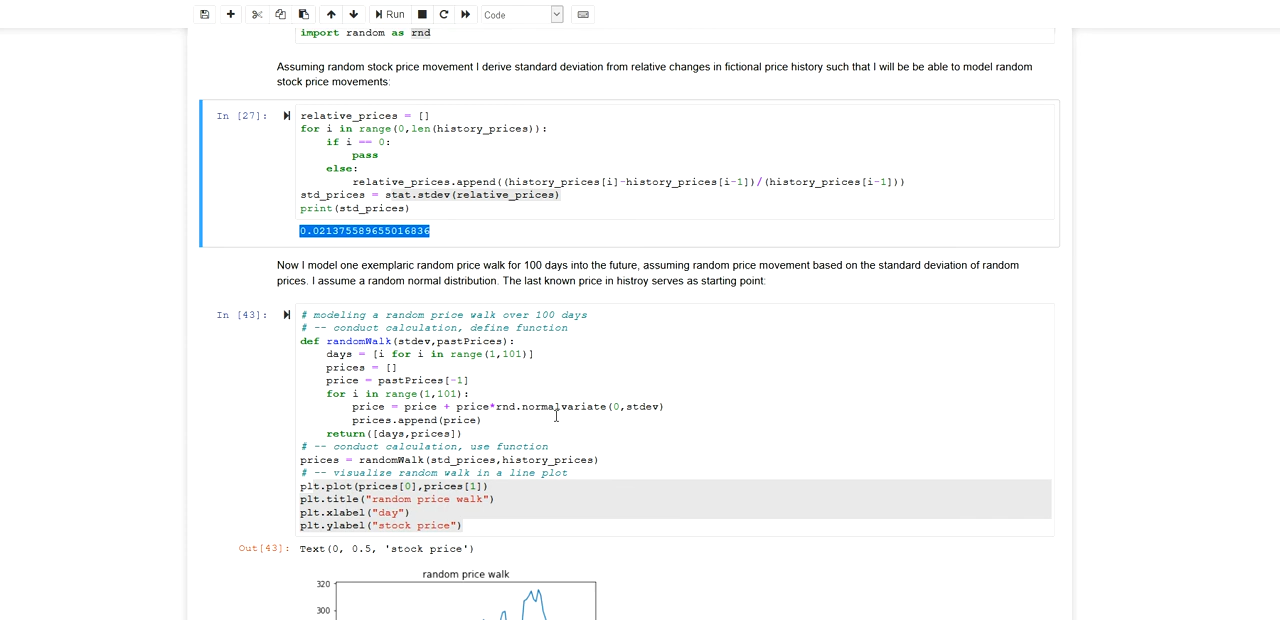 Run
Code
import random as rnd
Assuming random stock price movement I derive standard deviation from relative changes in fictional price history such that I will be be able to model random
stock price movements:
In [27]:
relative_prices = []
for i in range(0,len(history_prices)):
    if i == 0:
        pass
    else:
        relative_prices.append((history_prices[i]-history_prices[i-1])/(history_prices[i-1]))
std_prices = stat.stdev(relative_prices)
print(std_prices)
0.021375589655016836
Now I model one exemplaric random price walk for 100 days into the future, assuming random price movement based on the standard deviation of random
prices. I assume a random normal distribution. The last known price in histroy serves as starting point:
In [43]:
# modeling a random price walk over 100 days
# -- conduct calculation, define function
def randomWalk(stdev,pastPrices):
    days = [i for i in range(1,101)]
    prices = []
    price = pastPrices[-1]
    for i in range(1,101):
        price = price + price*rnd.normalvariate(0,stdev)
        prices.append(price)
    return([days,prices])
# -- conduct calculation, use function
prices = randomWalk(std_prices,history_prices)
# -- visualize random walk in a line plot
plt.plot(prices[0],prices[1])
plt.title("random price walk")
plt.xlabel("day")
plt.ylabel("stock price")
Out[43]: Text(0, 0.5, 'stock price')
random price walk
320
300